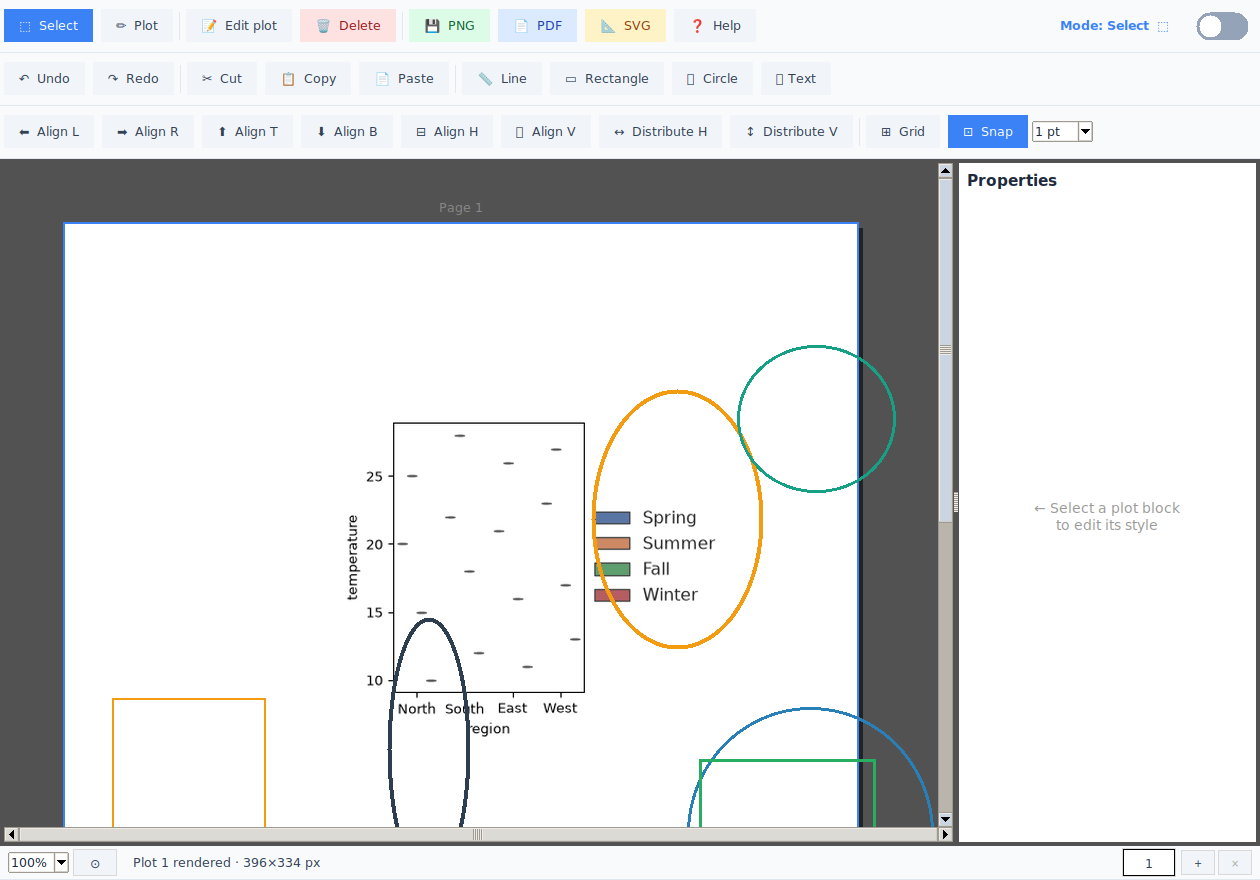 Select Plot Edit plot Delete PNG PDF SVG Help Mode: Select
Undo Redo Cut Copy Paste Line Rectangle Circle Text
Align L Align R Align T Align B Align H Align V Distribute H Distribute V Grid Snap 1 pt
Page 1
Properties
← Select a plot block
to edit its style
25
20
15
10
temperature
North South East West
region
Spring
Summer
Fall
Winter
100% Plot 1 rendered · 396×334 px 1 + ×